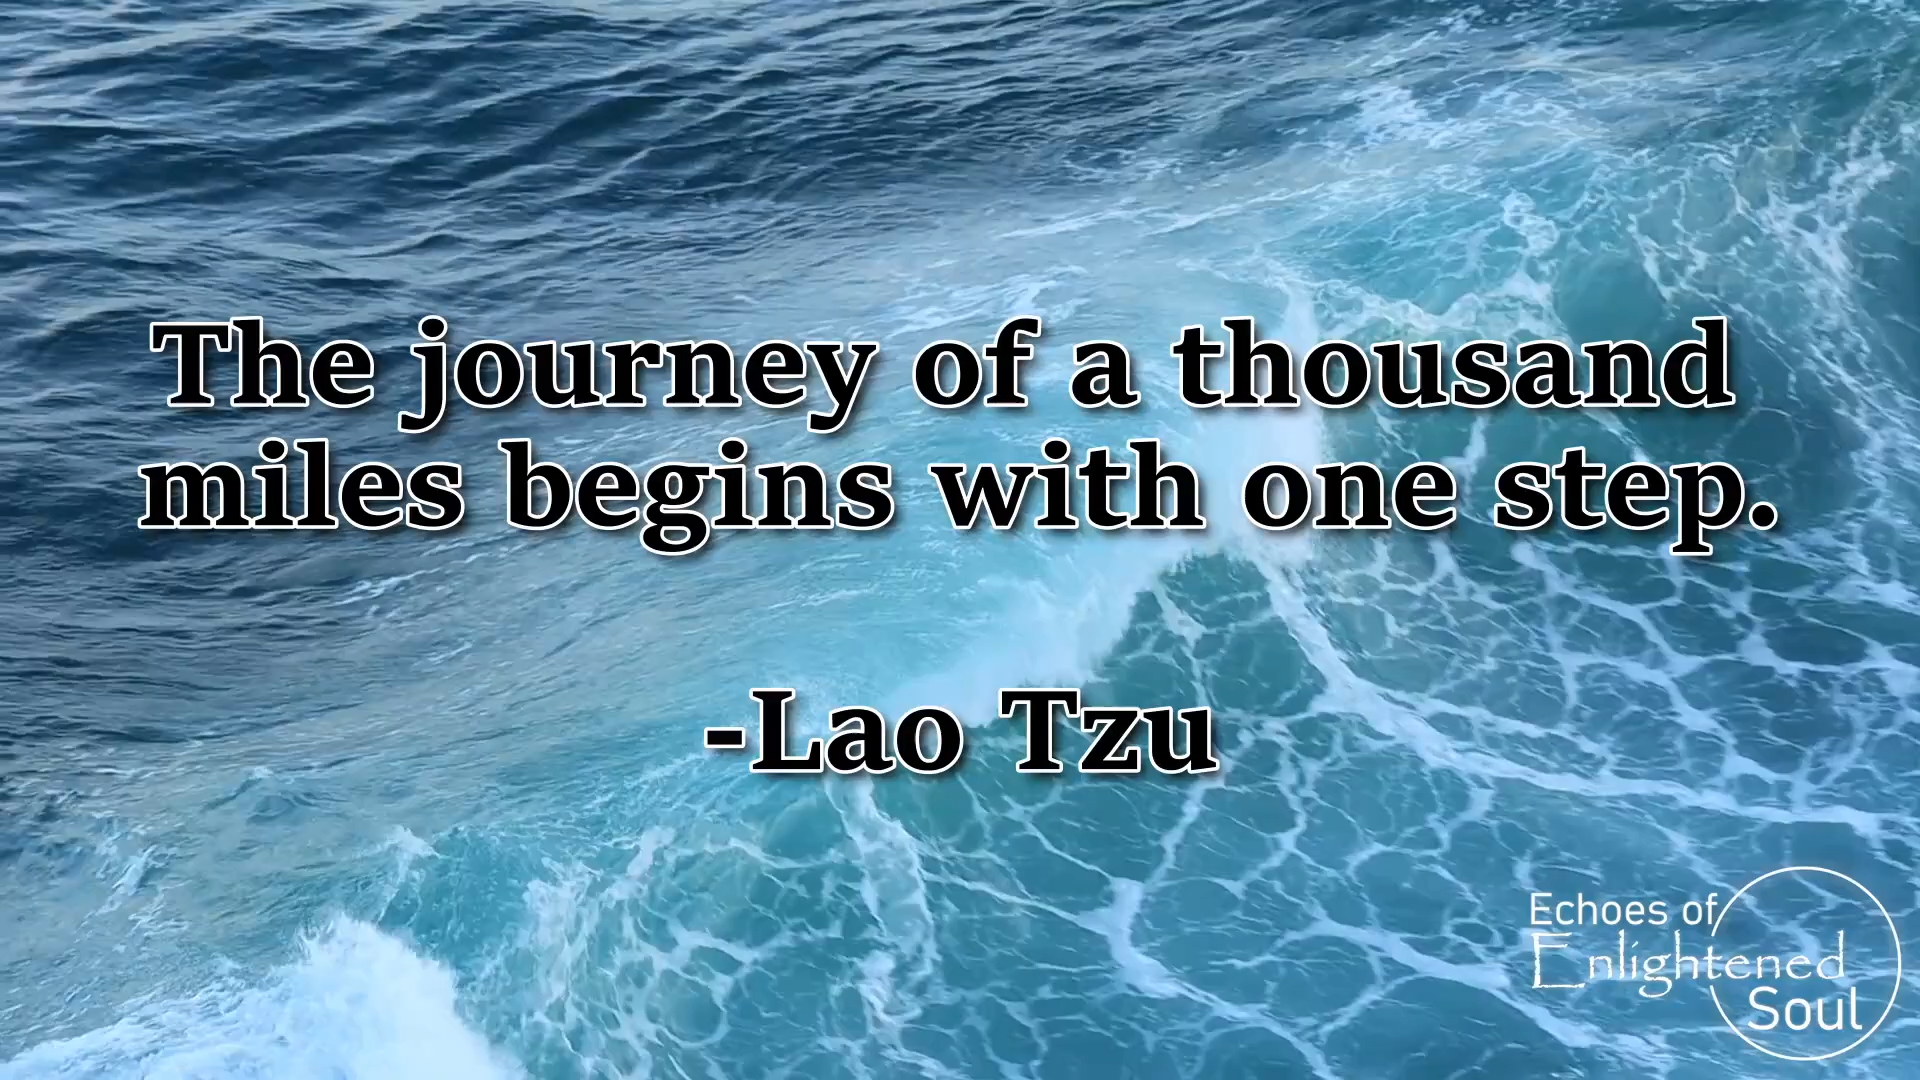 The journey of a thousand
miles begins with one step.
-Lao Tzu
Echoes of
Enlightened
Soul